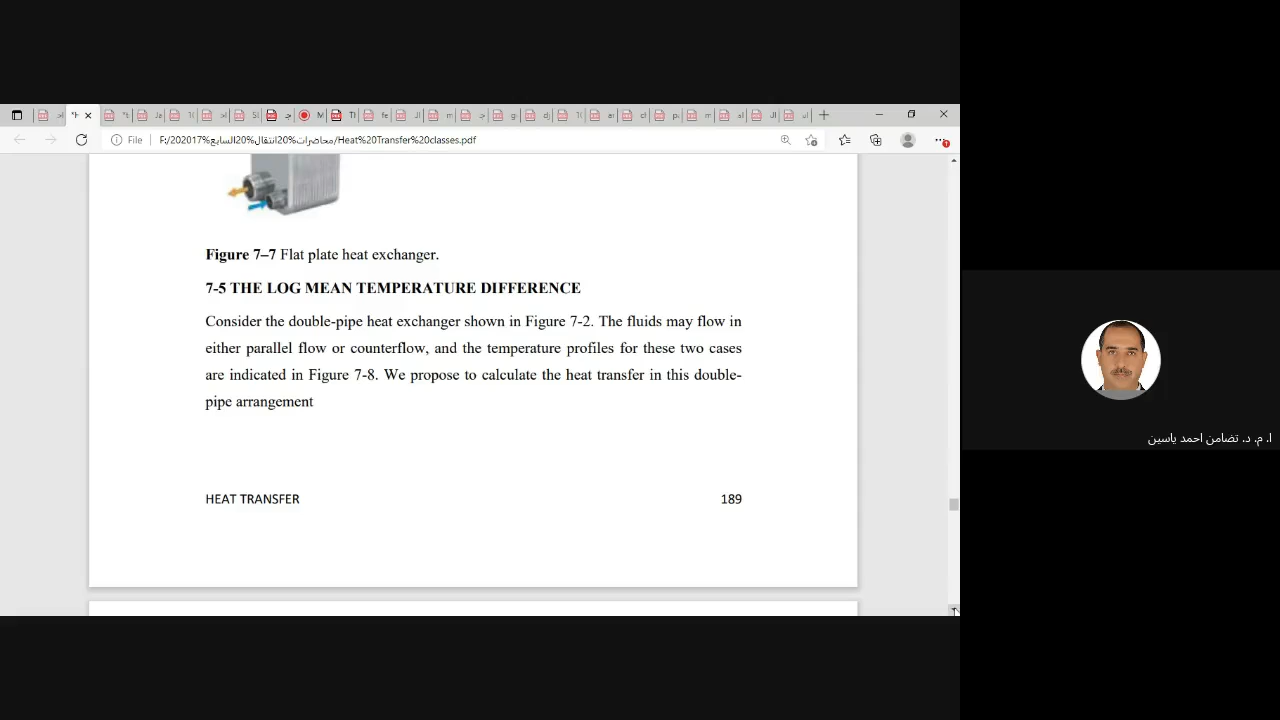 File
F:/202017%محاضرات%20انتقال%20السابع/Heat%20Transfer%20classes.pdf
Figure 7–7 Flat plate heat exchanger.
7-5 THE LOG MEAN TEMPERATURE DIFFERENCE
Consider the double-pipe heat exchanger shown in Figure 7-2. The fluids may flow in
either parallel flow or counterflow, and the temperature profiles for these two cases
are indicated in Figure 7-8. We propose to calculate the heat transfer in this double-
pipe arrangement
HEAT TRANSFER 189
ا. م. د. تضامن احمد ياسين